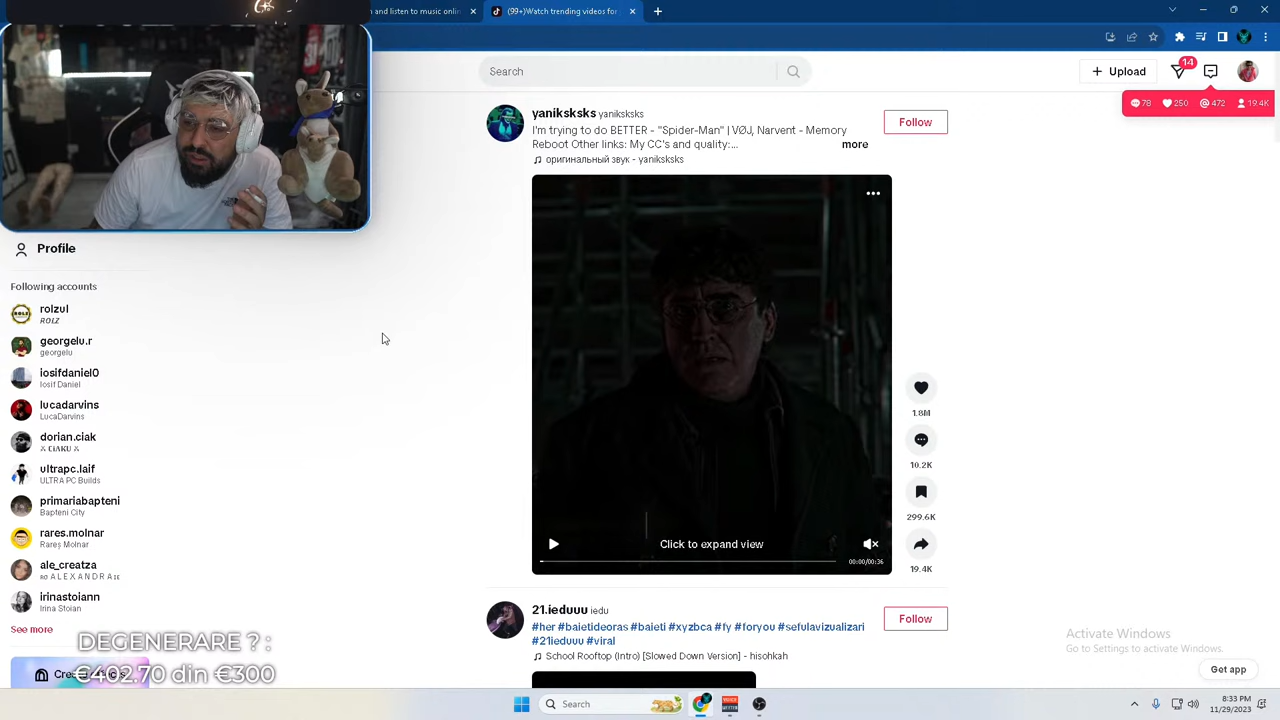 and listen to music online
(99+)Watch trending videos for
Search
Upload
14
78
250
472
19.4K
yaniksksks yaniksksks
Follow
I'm trying to do BETTER - "Spider-Man" | VØJ, Narvent - Memory
Reboot Other links: My CC's and quality:...
more
оригинальный звук - yaniksksks
Profile
Following accounts
rolzul
ROLZ
georgelu.r
georgelu
iosifdaniel0
Iosif Daniel
lucadarvins
LucaDarvins
dorian.ciak
ultrapc.laif
ULTRA PC Builds
primariabapteni
Bapteni City
rares.molnar
Rareș Molnar
ale_creatza
A L E X A N D R A
irinastoiann
Irina Stoian
See more
1.8M
10.2K
299.6K
19.4K
Click to expand view
00:00/00:36
21.ieduuu iedu
Follow
#her #baietideoras #baieti #xyzbca #fy #foryou #sefulavizualizari
#21ieduuu #viral
School Rooftop (Intro) [Slowed Down Version] - hisohkah
DEGENERARE ? :
€402.70 din €300
Activate Windows
Go to Settings to activate Windows.
Get app
Search
8:33 PM
11/29/2023